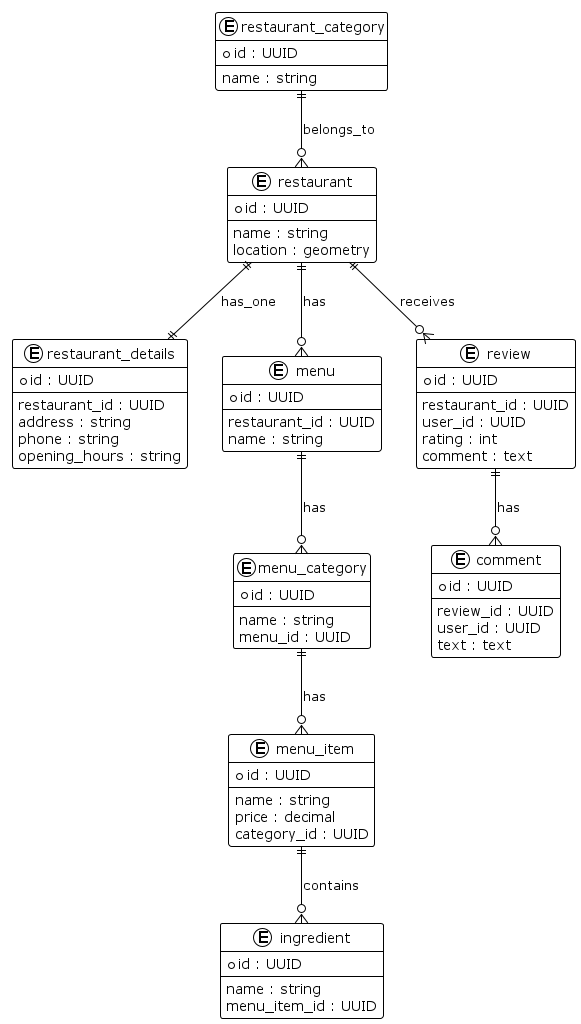 E restaurant_category
id : UUID
name : string
belongs_to
E restaurant
id : UUID
name : string
location : geometry
has_one
has
receives
E restaurant_details
id : UUID
restaurant_id : UUID
address : string
phone : string
opening_hours : string
E menu
id : UUID
restaurant_id : UUID
name : string
E review
id : UUID
restaurant_id : UUID
user_id : UUID
rating : int
comment : text
has
has
E menu_category
id : UUID
name : string
menu_id : UUID
E comment
id : UUID
review_id : UUID
user_id : UUID
text : text
has
E menu_item
id : UUID
name : string
price : decimal
category_id : UUID
contains
E ingredient
id : UUID
name : string
menu_item_id : UUID